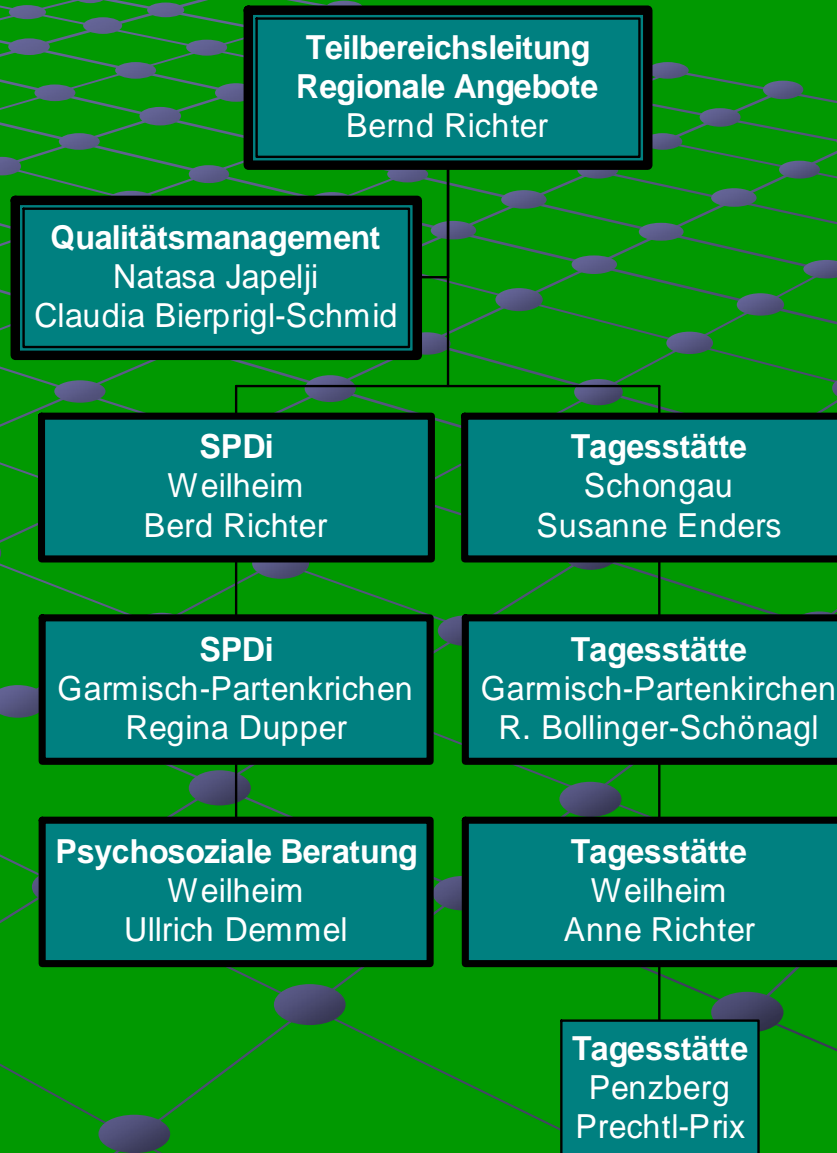 Teilbereichsleitung
Regionale Angebote
Bernd Richter
Qualitätsmanagement
Natasa Japelji
Claudia Bierprigl-Schmid
SPDi
Weilheim
Berd Richter
Tagesstätte
Schongau
Susanne Enders
SPDi
Garmisch-Partenkrichen
Regina Dupper
Tagesstätte
Garmisch-Partenkirchen
R. Bollinger-Schönagl
Psychosoziale Beratung
Weilheim
Ullrich Demmel
Tagesstätte
Weilheim
Anne Richter
Tagesstätte
Penzberg
Prechtl-Prix